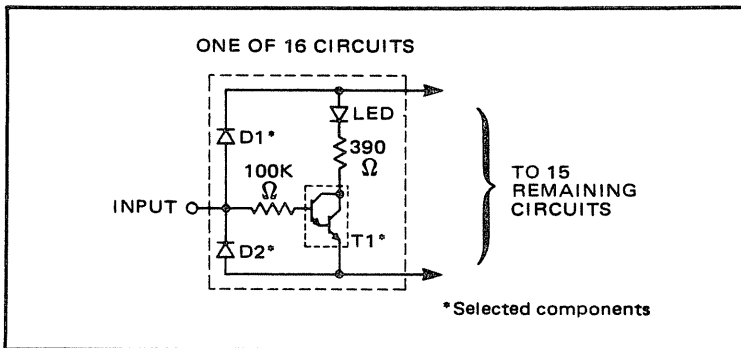 ONE OF 16 CIRCUITS
LED
D1*
390
Ω
100K
Ω
TO 15
REMAINING
CIRCUITS
INPUT
T1*
D2*
*Selected components